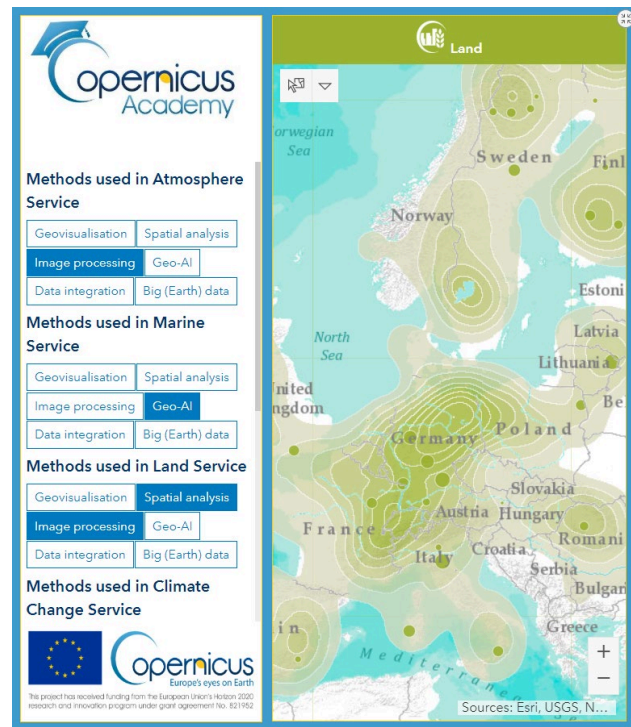 Copernicus
Academy
Methods used in Atmosphere
Service
Geovisualisation Spatial analysis
Image processing Geo-AI
Data integration Big (Earth) data
Methods used in Marine
Service
Geovisualisation Spatial analysis
Image processing Geo-AI
Data integration Big (Earth) data
Methods used in Land Service
Geovisualisation Spatial analysis
Image processing Geo-AI
Data integration Big (Earth) data
Methods used in Climate
Change Service
Copernicus
Europe's eyes on Earth
This project has received funding from the European Union's Horizon 2020
research and innovation program under grant agreement No. 821952
Land
orwegian
Sea
Sweden
Finl
Norway
Estoni
Latvia
North
Sea
Lithuania
nited
ngdom
Be
Germany
Poland
Slovakia
Austria Hungary
France
Romani
Italy
Croatia
Serbia
Bulgar
in
Greece
Mediterranean
+
−
Sources: Esri, USGS, N...